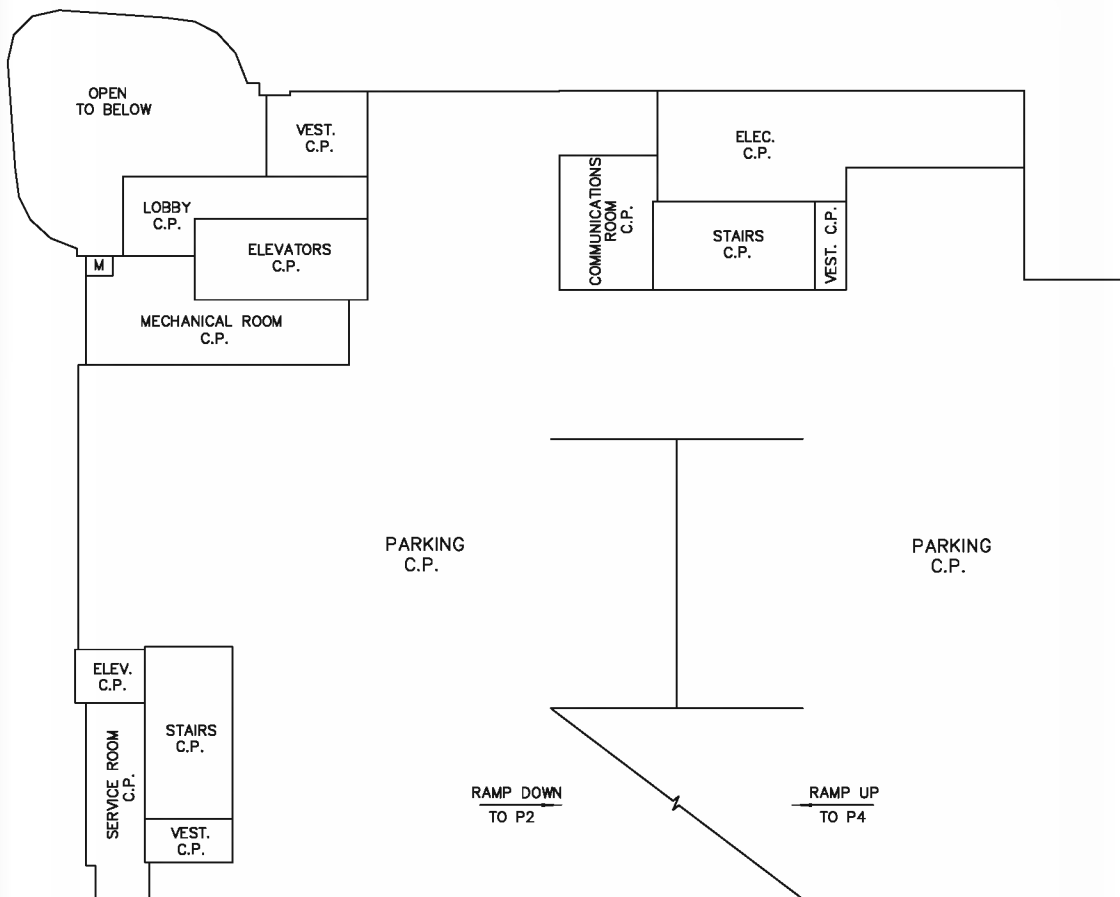 OPEN
TO BELOW
VEST.
C.P.
ELEC.
C.P.
COMMUNICATIONS
ROOM
C.P.
LOBBY
C.P.
ELEVATORS
C.P.
STAIRS
C.P.
VEST. C.P.
M
MECHANICAL ROOM
C.P.
PARKING
C.P.
PARKING
C.P.
ELEV.
C.P.
STAIRS
C.P.
SERVICE ROOM
C.P.
VEST.
C.P.
RAMP DOWN
TO P2
RAMP UP
TO P4